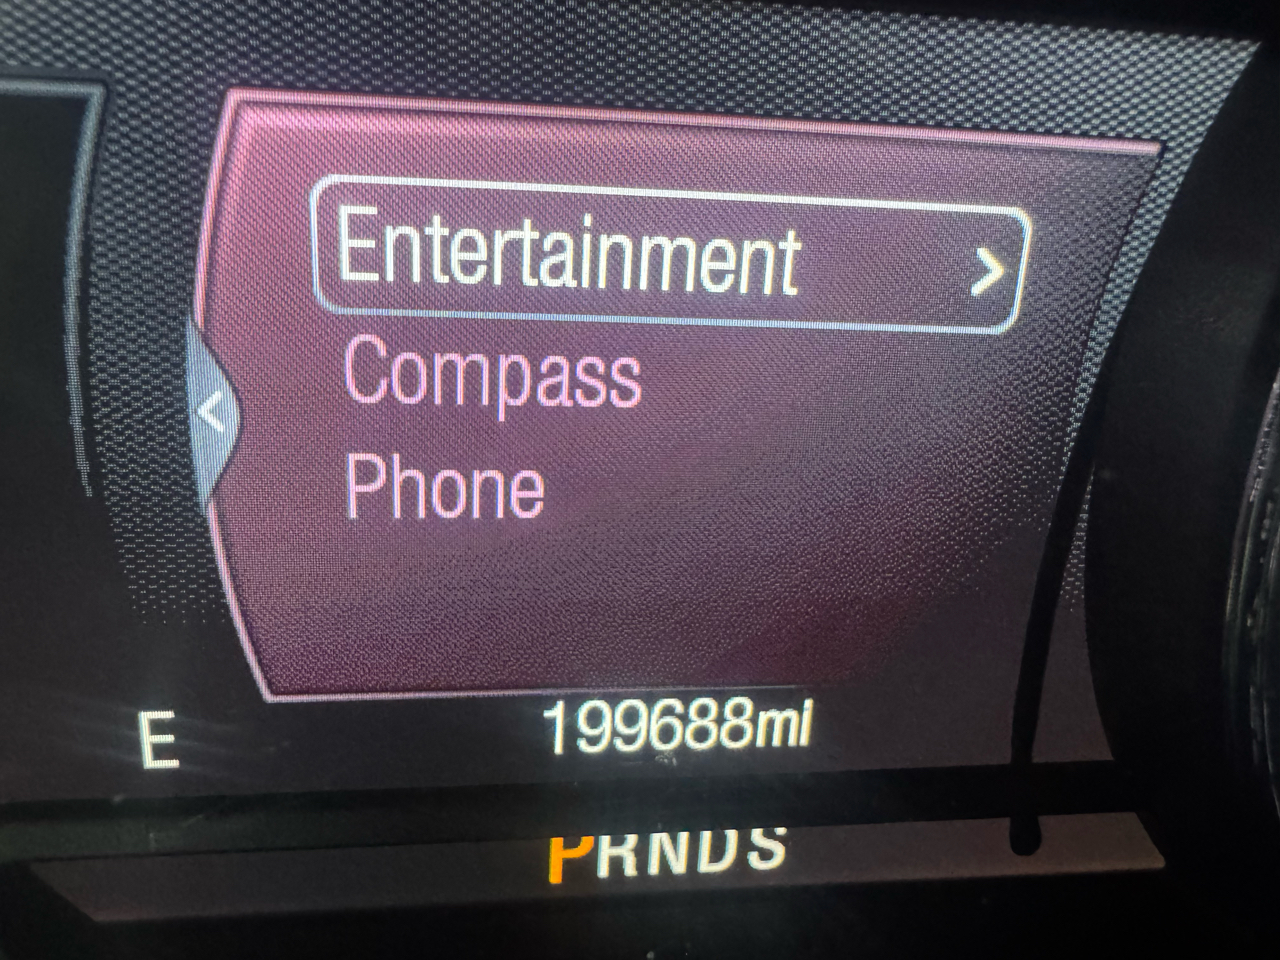 Entertainment >
Compass
<
Phone
E
199688mi
PRNDS